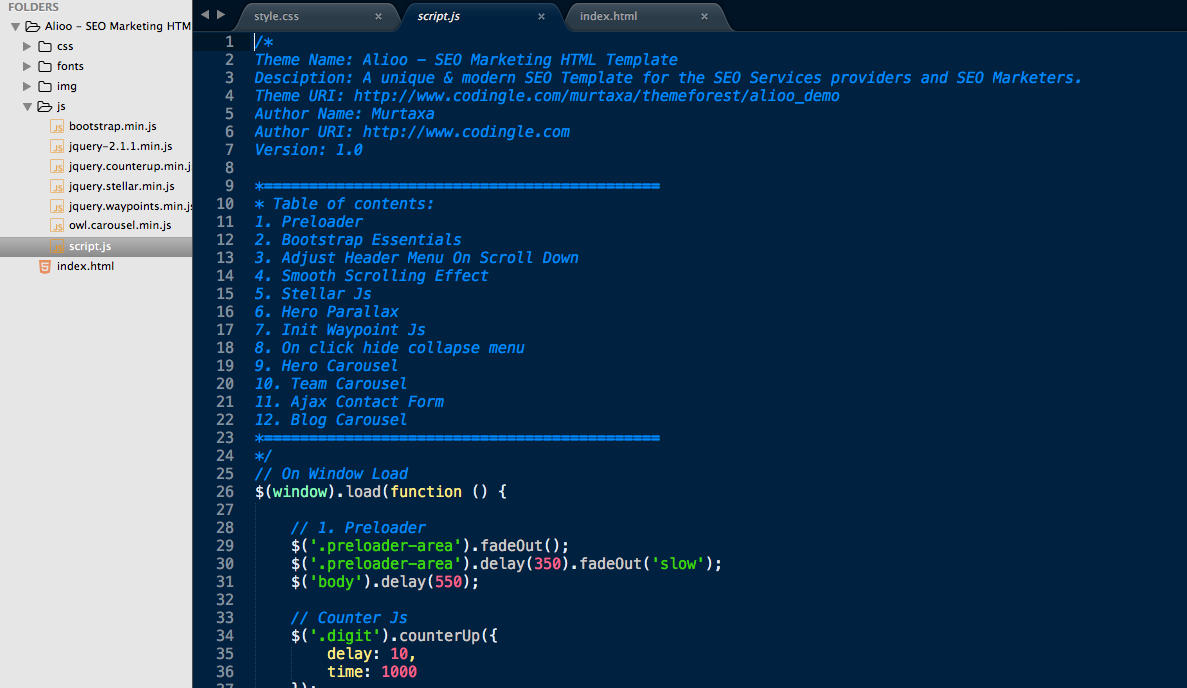 FOLDERS
Alioo - SEO Marketing HTM
css
fonts
img
js
bootstrap.min.js
jquery-2.1.1.min.js
jquery.counterup.min.j
jquery.stellar.min.js
jquery.waypoints.min.js
owl.carousel.min.js
script.js
index.html
style.css × script.js × index.html ×
1 /*
2 Theme Name: Alioo - SEO Marketing HTML Template
3 Desciption: A unique & modern SEO Template for the SEO Services providers and SEO Marketers.
4 Theme URI: http://www.codingle.com/murtaxa/themeforest/alioo_demo
5 Author Name: Murtaxa
6 Author URI: http://www.codingle.com
7 Version: 1.0
8
9 *============================================
10 * Table of contents:
11 1. Preloader
12 2. Bootstrap Essentials
13 3. Adjust Header Menu On Scroll Down
14 4. Smooth Scrolling Effect
15 5. Stellar Js
16 6. Hero Parallax
17 7. Init Waypoint Js
18 8. On click hide collapse menu
19 9. Hero Carousel
20 10. Team Carousel
21 11. Ajax Contact Form
22 12. Blog Carousel
23 *============================================
24 */
25 // On Window Load
26 $(window).load(function () {
27
28 // 1. Preloader
29 $('.preloader-area').fadeOut();
30 $('.preloader-area').delay(350).fadeOut('slow');
31 $('body').delay(550);
32
33 // Counter Js
34 $('.digit').counterUp({
35 delay: 10,
36 time: 1000
37 });